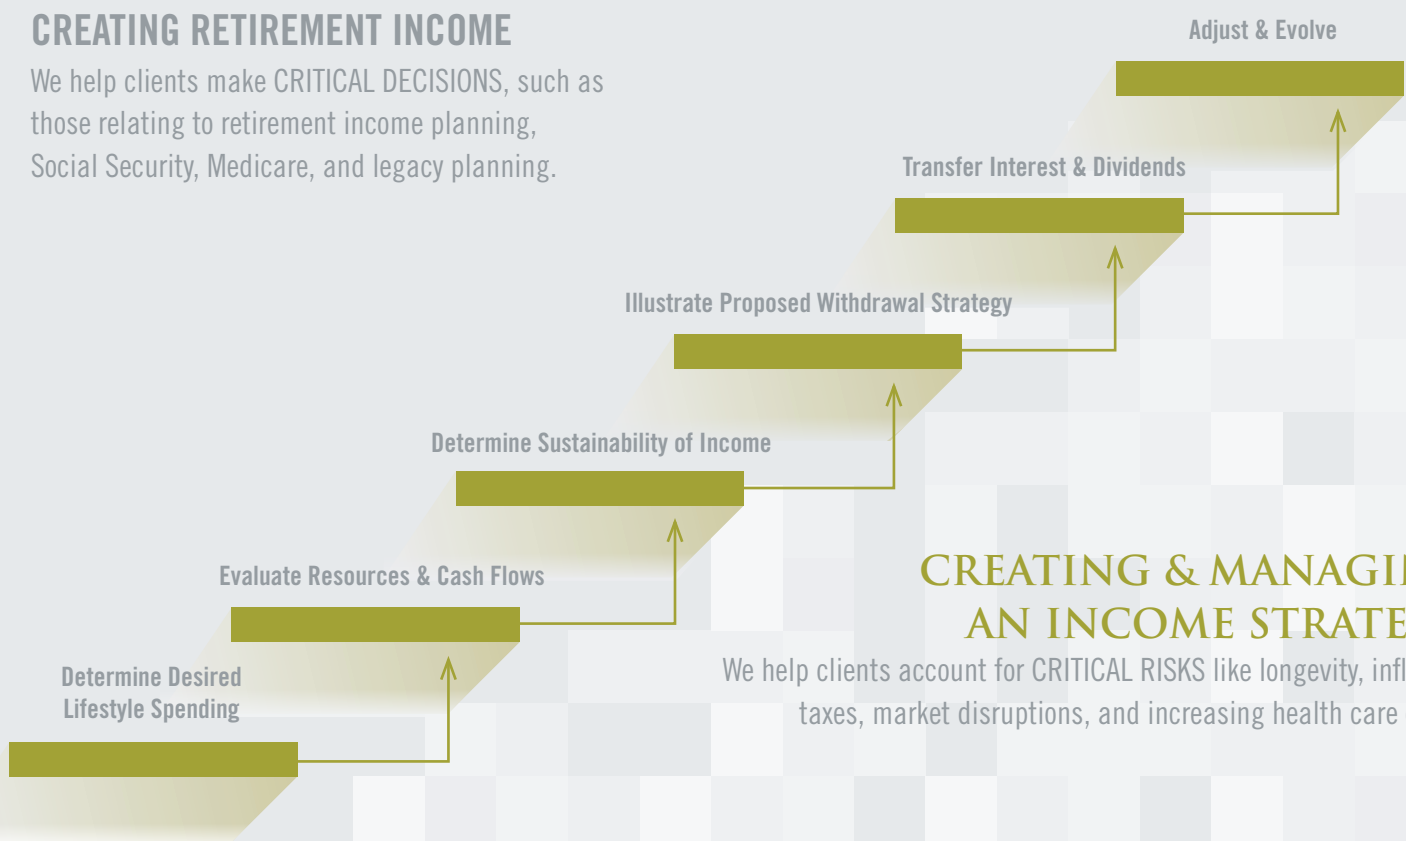 CREATING RETIREMENT INCOME
We help clients make CRITICAL DECISIONS, such as
those relating to retirement income planning,
Social Security, Medicare, and legacy planning.
Adjust & Evolve
Transfer Interest & Dividends
Illustrate Proposed Withdrawal Strategy
Determine Sustainability of Income
Evaluate Resources & Cash Flows
Determine Desired
Lifestyle Spending
CREATING &
AN INCOME
We help clients account for CRITICAL RISKS like longevity,
taxes, market disruptions, and increasing health care